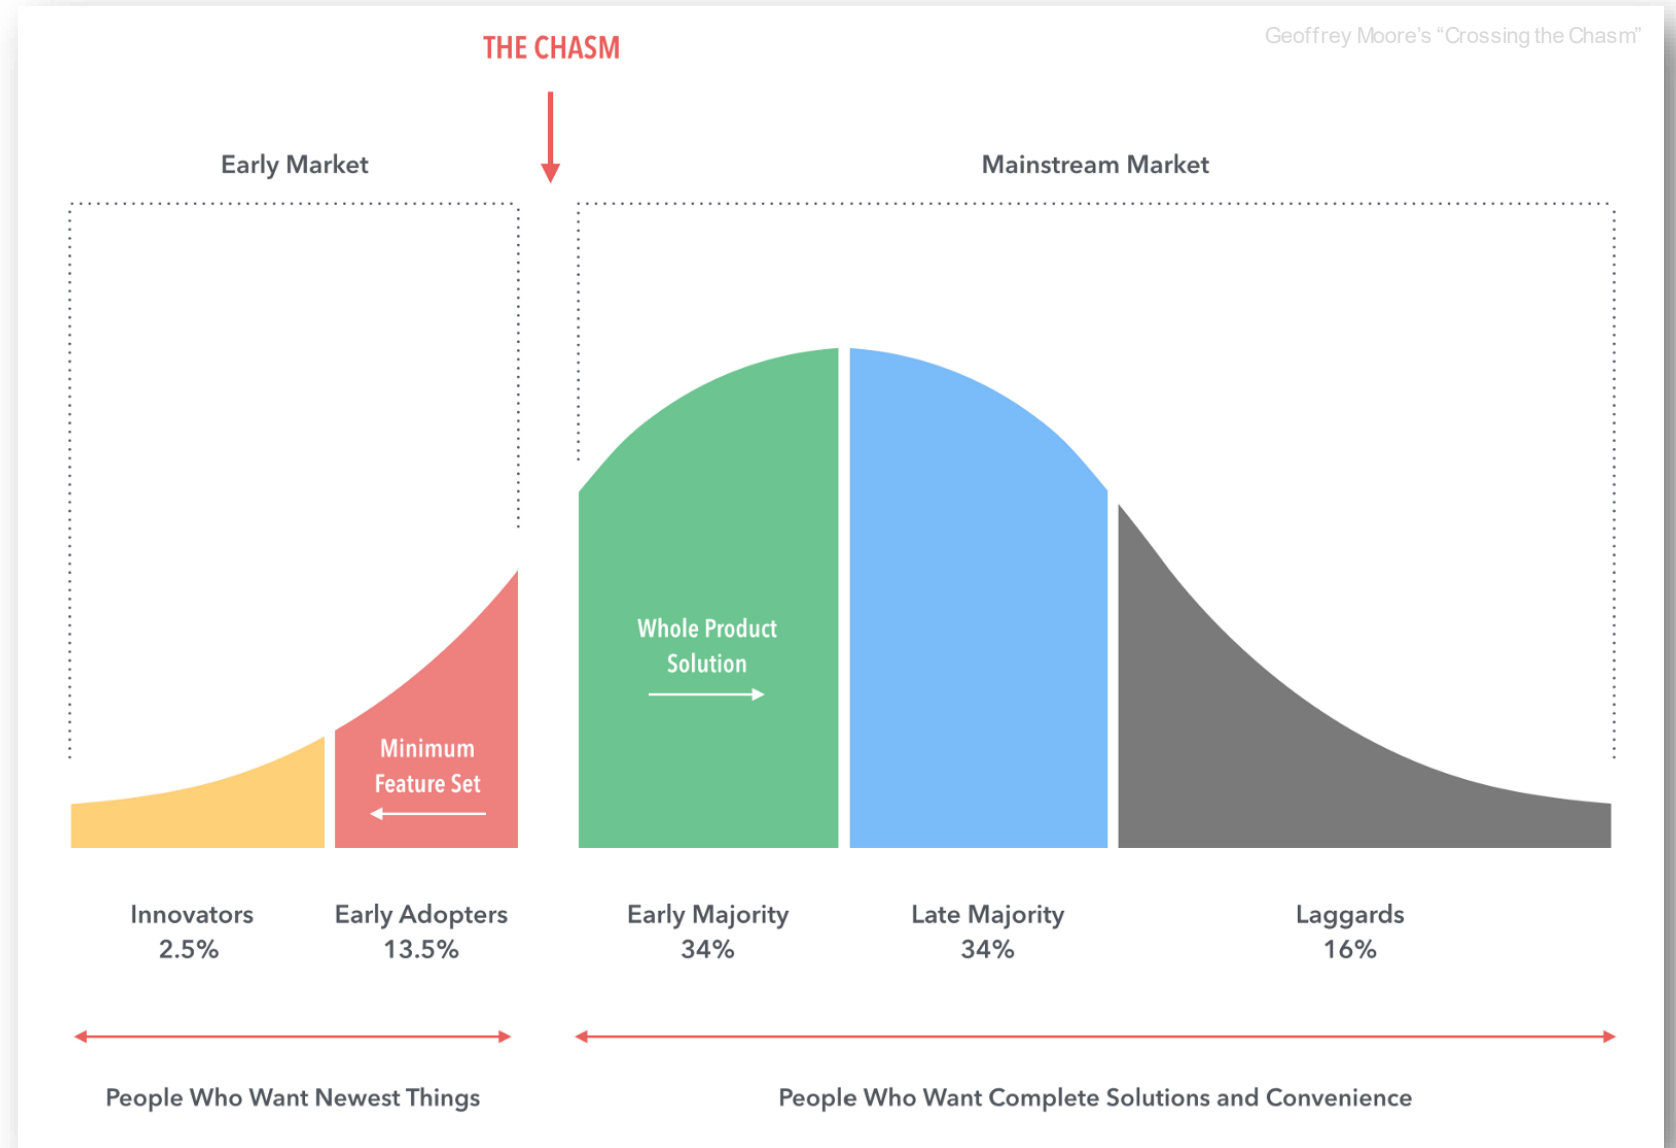 Geoffrey Moore's “Crossing the Chasm”
THE CHASM
Early Market
Mainstream Market
Whole Product
Solution
Minimum
Feature Set
Innovators
2.5%
Early Adopters
13.5%
Early Majority
34%
Late Majority
34%
Laggards
16%
People Who Want Newest Things
People Who Want Complete Solutions and Convenience